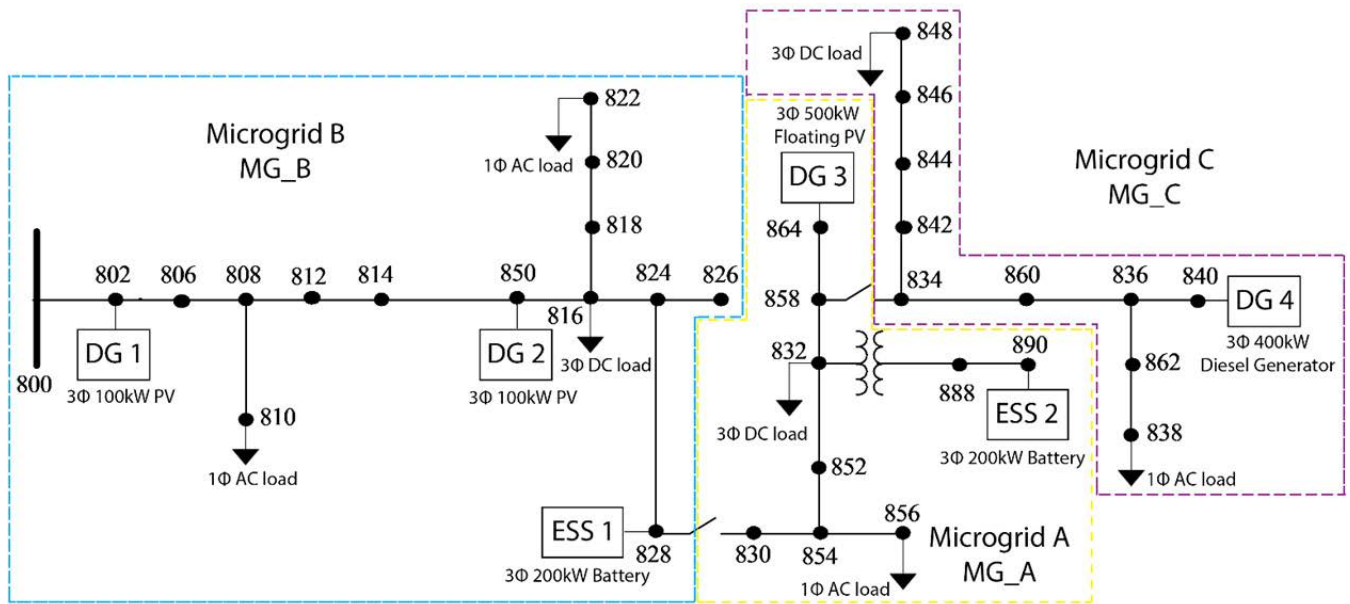 848
3Φ DC load
846
822
Microgrid B
MG_B
3Φ 500kW
Floating PV
Microgrid C
MG_C
1Φ AC load
820
DG 3
844
818
864
842
802
806
808
812
814
850
824
826
858
834
860
836
840
816
DG 1
DG 2
3Φ DC load
DG 4
800
3Φ 100kW PV
3Φ 100kW PV
832
890
3Φ 400kW
Diesel Generator
888
862
810
ESS 2
3Φ DC load
838
1Φ AC load
852
3Φ 200kW Battery
1Φ AC load
856
ESS 1
828
830
854
Microgrid A
MG_A
3Φ 200kW Battery
1Φ AC load